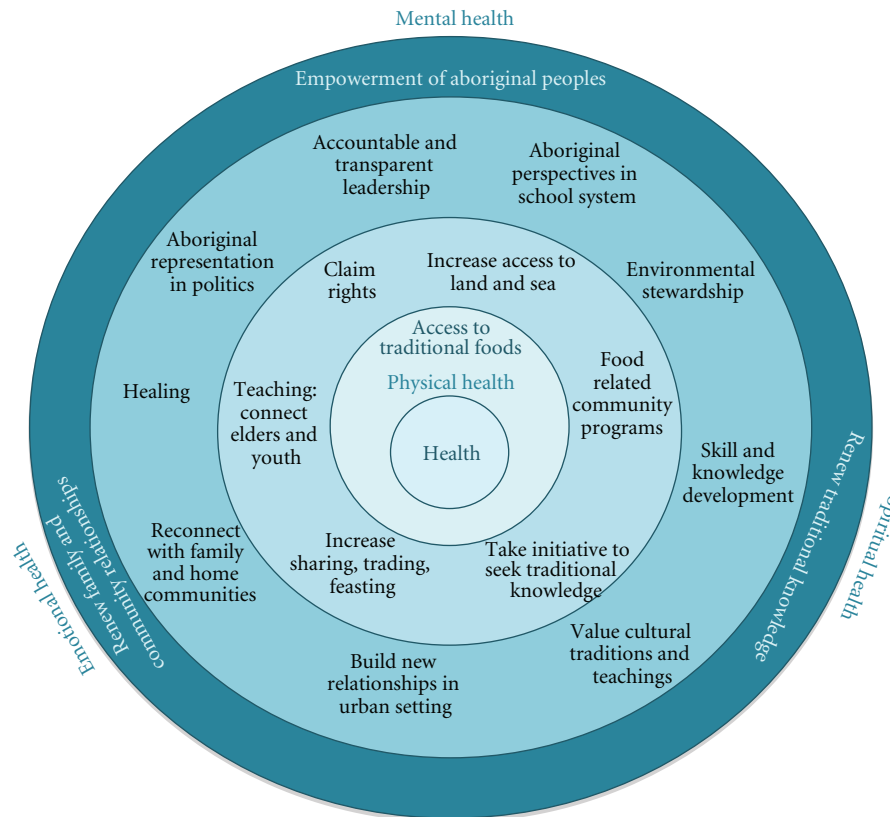 Mental health
Empowerment of aboriginal peoples
Accountable and
transparent
leadership
Aboriginal
perspectives in
school system
Aboriginal
representation
in politics
Environmental
stewardship
Claim
rights
Increase access to
land and sea
Access to
traditional foods
Physical health
Health
Healing
Teaching:
connect
elders and
youth
Food
related
community
programs
Skill and
knowledge
development
Reconnect
with family
and home
communities
Increase
sharing, trading,
feasting
Take initiative to
seek traditional
knowledge
Build new
relationships in
urban setting
Value cultural
traditions and
teachings
Renew family and
community relationships
Emotional health
Renew traditional knowledge
Spiritual health